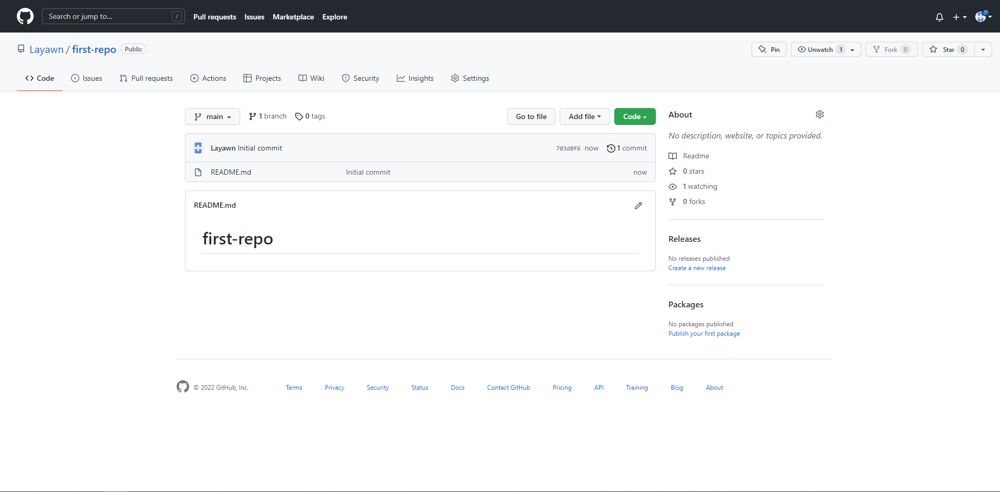 Search or jump to... /
Pull requests Issues Marketplace Explore
Layawn / first-repo Public
Pin Unwatch 1 Fork 0 Star 0
Code Issues Pull requests Actions Projects Wiki Security Insights Settings
main 1 branch 0 tags Go to file Add file Code
Layawn Initial commit 703d0f6 now 1 commit
README.md Initial commit now
README.md
first-repo
About
No description, website, or topics provided.
Readme
0 stars
1 watching
0 forks
Releases
No releases published
Create a new release
Packages
No packages published
Publish your first package
© 2022 GitHub, Inc. Terms Privacy Security Status Docs Contact GitHub Pricing API Training Blog About